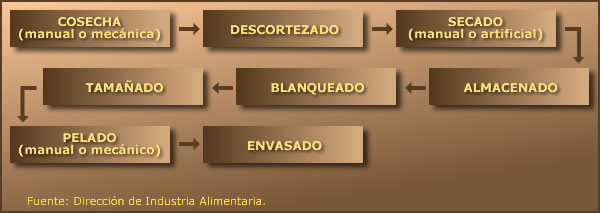 COSECHA
(manual o mecánica)
DESCORTEZADO
SECADO
(manual o artificial)
ALMACENADO
BLANQUEADO
TAMAÑADO
PELADO
(manual o mecánico)
ENVASADO
Fuente: Dirección de Industria Alimentaria.